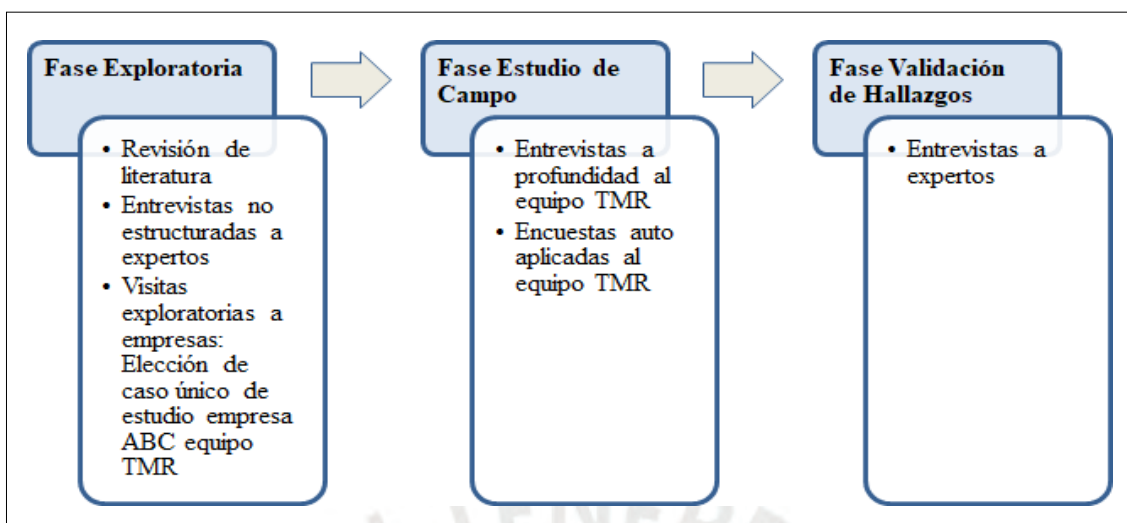 Fase Exploratoria
• Revisión de
literatura
• Entrevistas no
estructuradas a
expertos
• Visitas
exploratorias a
empresas:
Elección de
caso único de
estudio empresa
ABC equipo
TMR
Fase Estudio de
Campo
• Entrevistas a
profundidad al
equipo TMR
• Encuestas auto
aplicadas al
equipo TMR
Fase Validación
de Hallazgos
• Entrevistas a
expertos